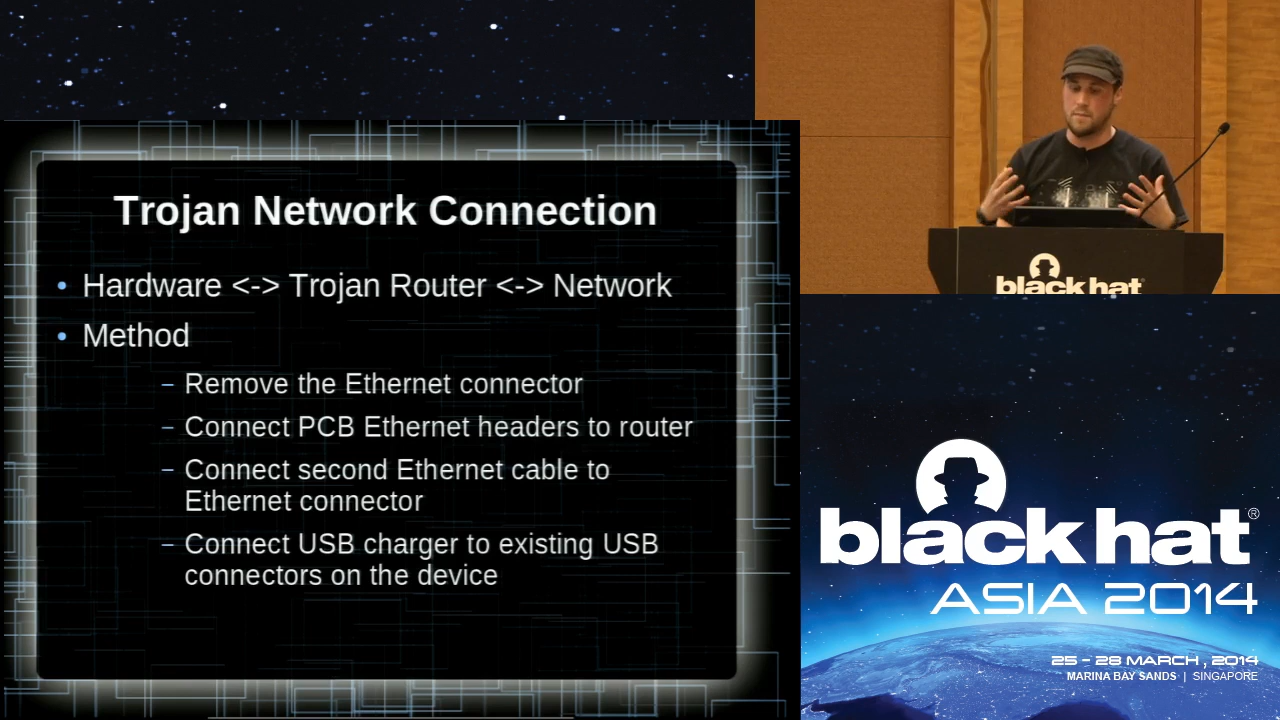 Trojan Network Connection
• Hardware <-> Trojan Router <-> Network
• Method
– Remove the Ethernet connector
– Connect PCB Ethernet headers to router
– Connect second Ethernet cable to
Ethernet connector
– Connect USB charger to existing USB
connectors on the device
black hat
black hat®
ASIA 2014
25 - 28 MARCH , 2014
MARINA BAY SANDS | SINGAPORE